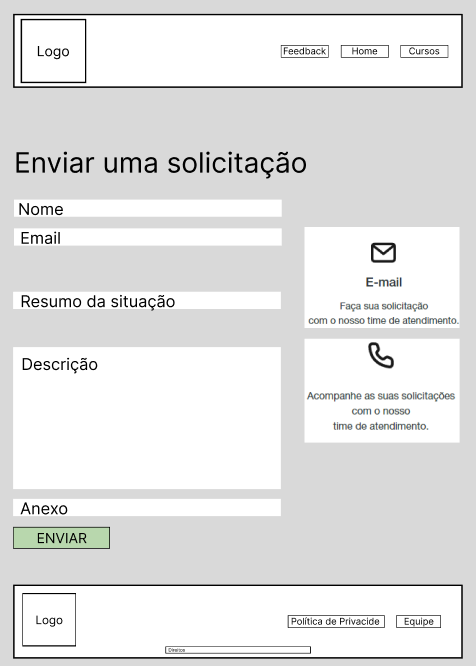 Logo
Feedback
Home
Cursos
Enviar uma solicitação
Nome
Email
Resumo da situação
Descrição
Anexo
ENVIAR
E-mail
Faça sua solicitação
com o nosso time de atendimento.
Acompanhe as suas solicitações
com o nosso
time de atendimento.
Logo
Política de Privacide
Equipe
Direitos